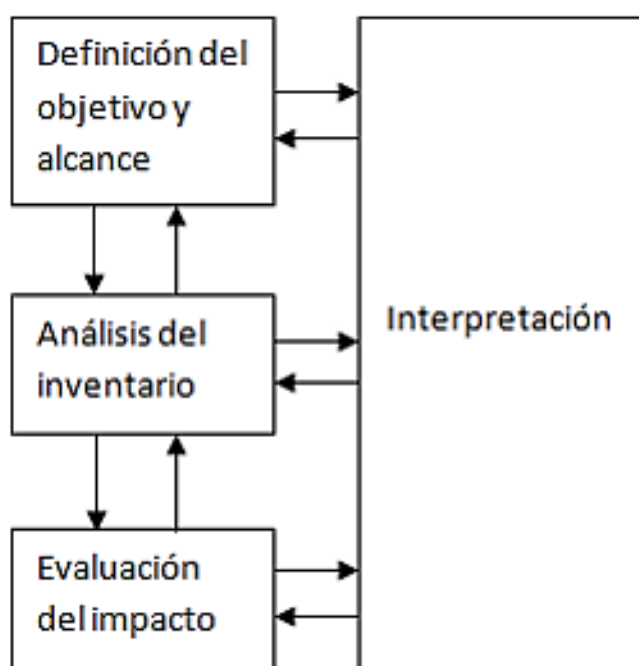 Definición del
objetivo y
alcance
Análisis del
inventario
Interpretación
Evaluación
del impacto